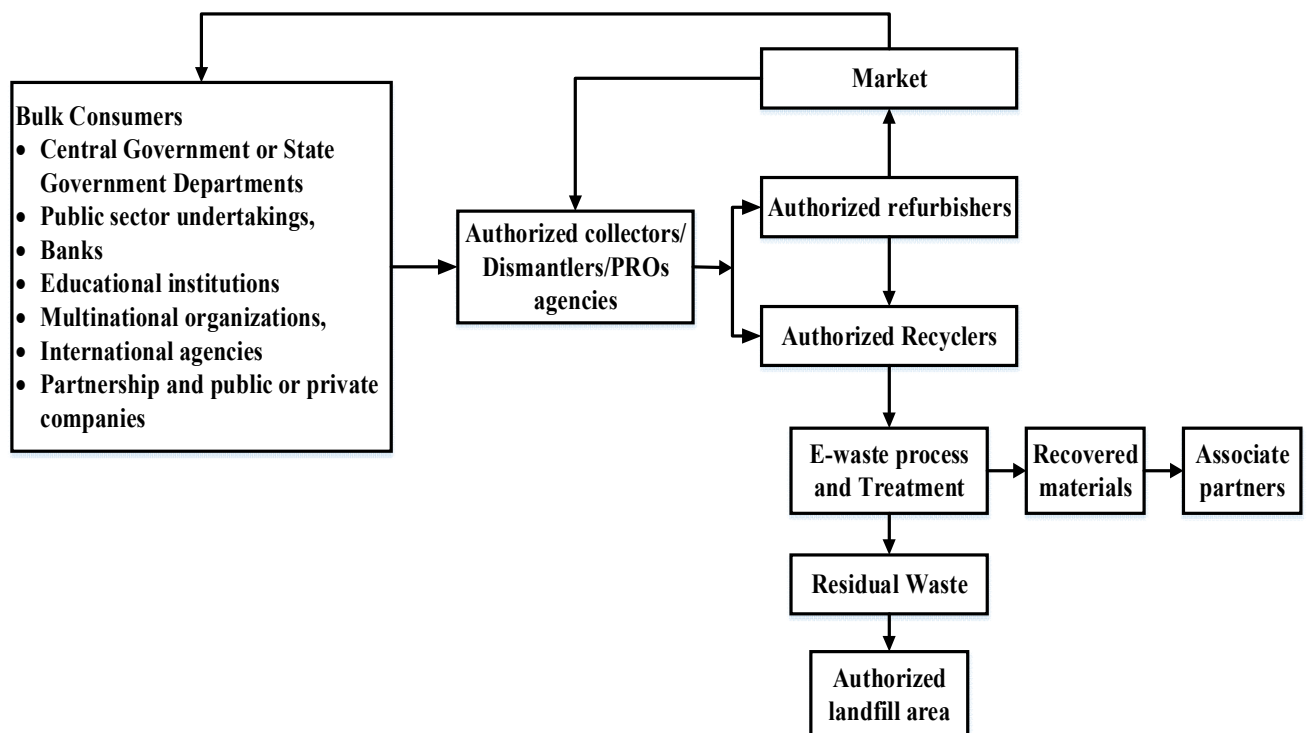 Market
Bulk Consumers
• Central Government or State
Government Departments
• Public sector undertakings,
• Banks
• Educational institutions
• Multinational organizations,
• International agencies
• Partnership and public or private
companies
Authorized collectors/
Dismantlers/PROs
agencies
Authorized refurbishers
Authorized Recyclers
E-waste process
and Treatment
Recovered
materials
Associate
partners
Residual Waste
Authorized
landfill area